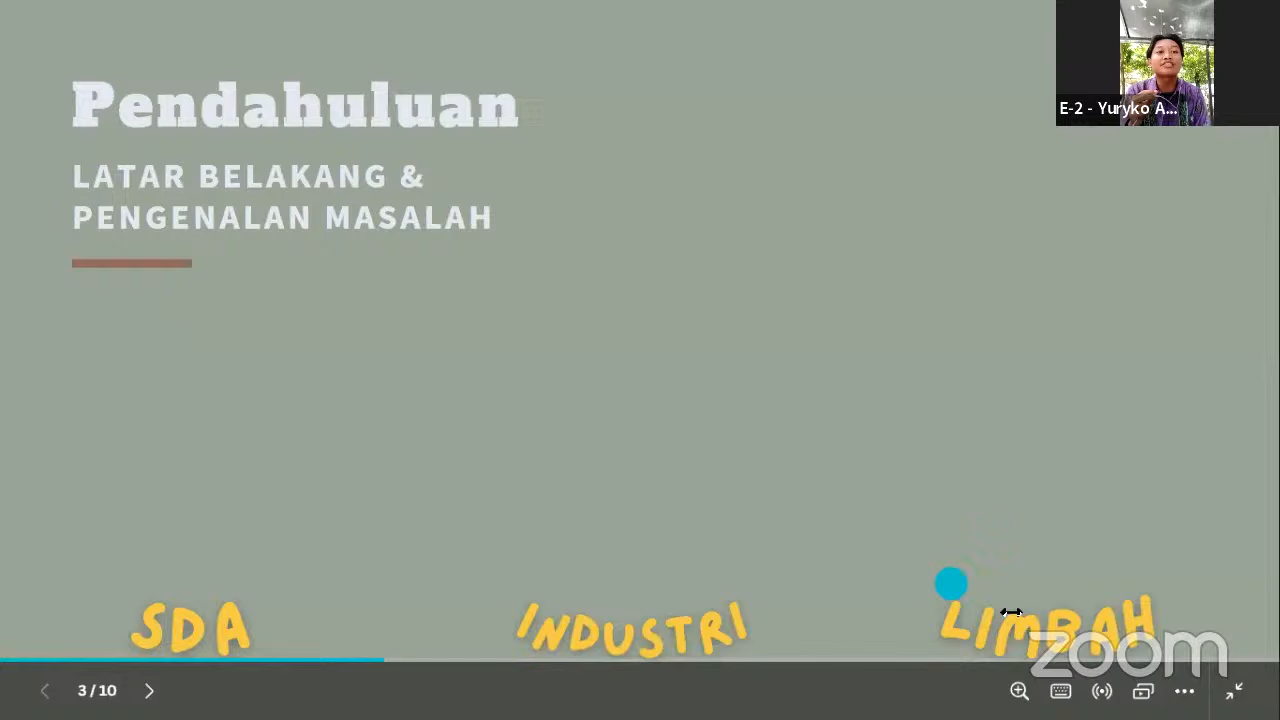 Pendahuluan
LATAR BELAKANG &
PENGENALAN MASALAH
E-2 - Yuryko A...
SDA
INDUSTRI
LIMBAH
zoom
3 / 10